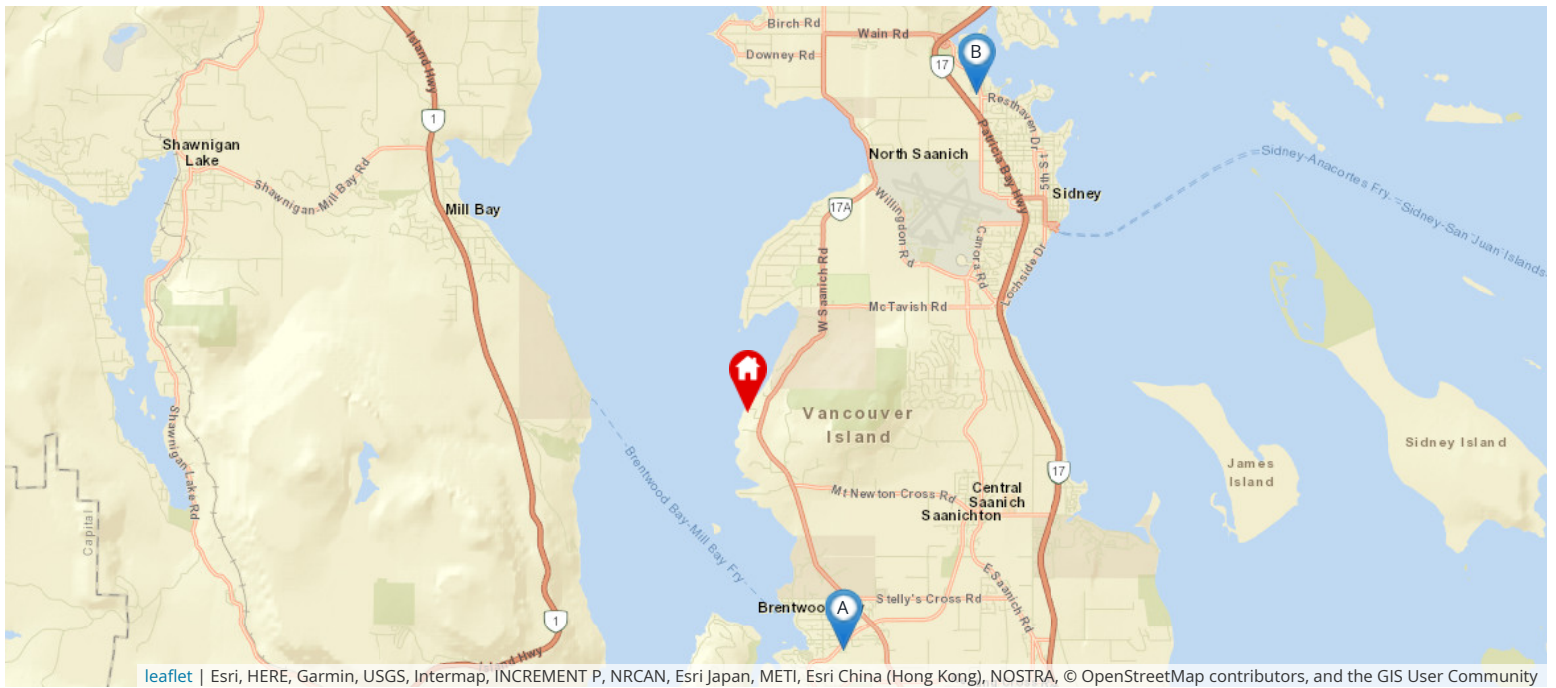 Birch Rd
Wain Rd
Downey Rd
B
17
Island Hwy
1
Resthaven Dr
Patricia Bay Hwy
Shawnigan
Lake
North Saanich
5th St
Sidney-Anacortes Fry.
Sidney-San Juan Islands
Shawnigan-Mill Bay Rd
Sidney
Willingdon Rd
17A
Mill Bay
Canora Rd
Lochside Dr
W Saanich Rd
McTavish Rd
Vancouver
Island
Shawnigan Lake Rd
Sidney Island
James
Island
Brentwood Bay-Mill Bay Fry
17
Mt Newton Cross Rd
Central
Saanich
Saanichton
Capital
E Saanich Rd
Stelly's Cross Rd
Brentwoo
A
1
Island Hwy
leaflet | Esri, HERE, Garmin, USGS, Intermap, INCREMENT P, NRCAN, Esri Japan, METI, Esri China (Hong Kong), NOSTRA, © OpenStreetMap contributors, and the GIS User Community